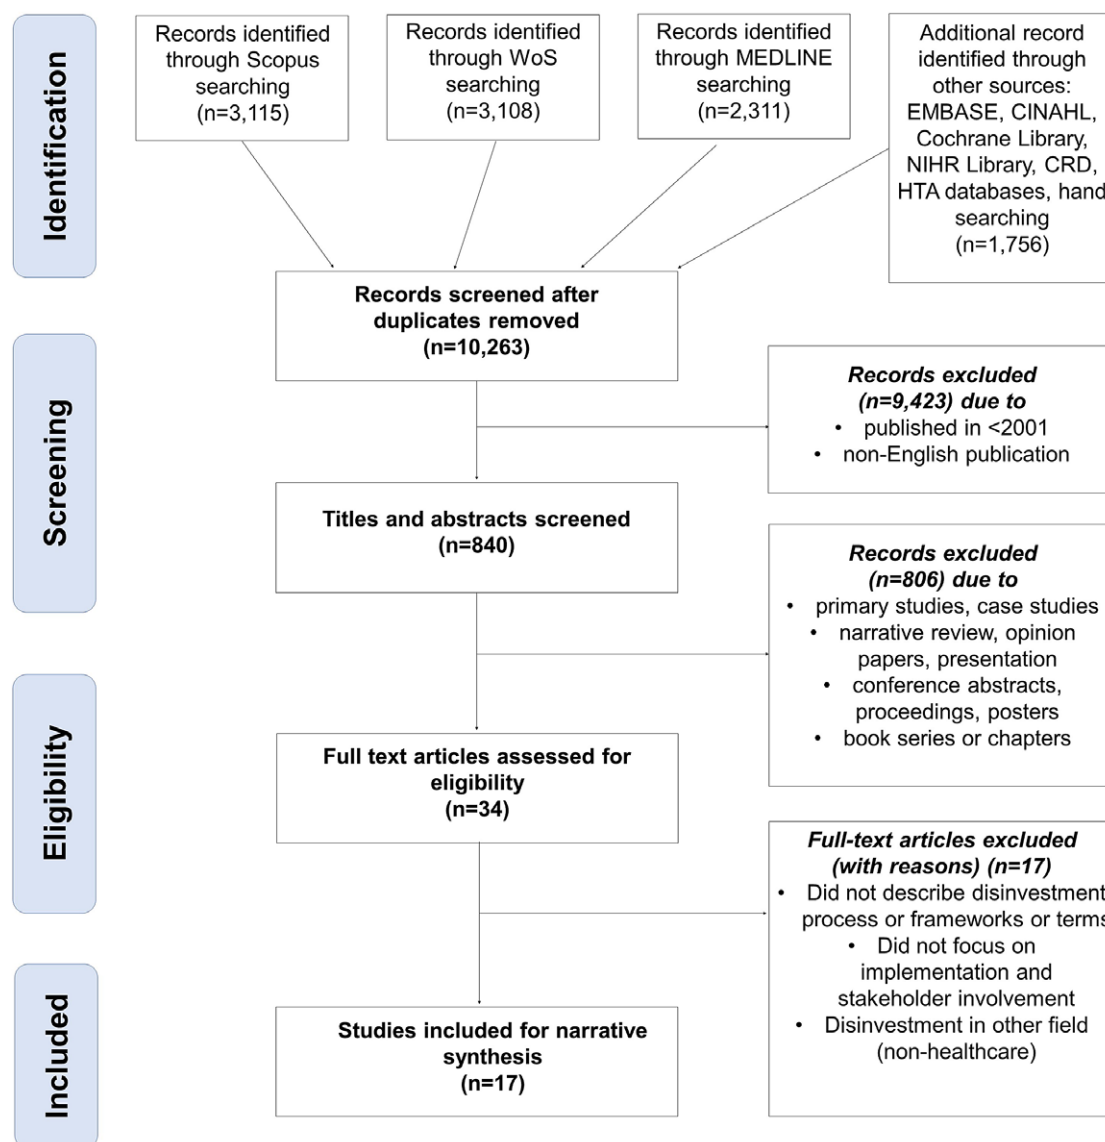 Identification
Records identified
through Scopus
searching
(n=3,115)
Records identified
through WoS
searching
(n=3,108)
Records identified
through MEDLINE
searching
(n=2,311)
Additional record
identified through
other sources:
EMBASE, CINAHL,
Cochrane Library,
NIHR Library, CRD,
HTA databases, hand
searching
(n=1,756)
Records screened after
duplicates removed
(n=10,263)
Screening
Records excluded
(n=9,423) due to
• published in <2001
• non-English publication
Titles and abstracts screened
(n=840)
Records excluded
(n=806) due to
• primary studies, case studies
• narrative review, opinion
papers, presentation
• conference abstracts,
proceedings, posters
• book series or chapters
Eligibility
Full text articles assessed for
eligibility
(n=34)
Full-text articles excluded
(with reasons) (n=17)
• Did not describe disinvestment
process or frameworks or terms
• Did not focus on
implementation and
stakeholder involvement
• Disinvestment in other field
(non-healthcare)
Included
Studies included for narrative
synthesis
(n=17)